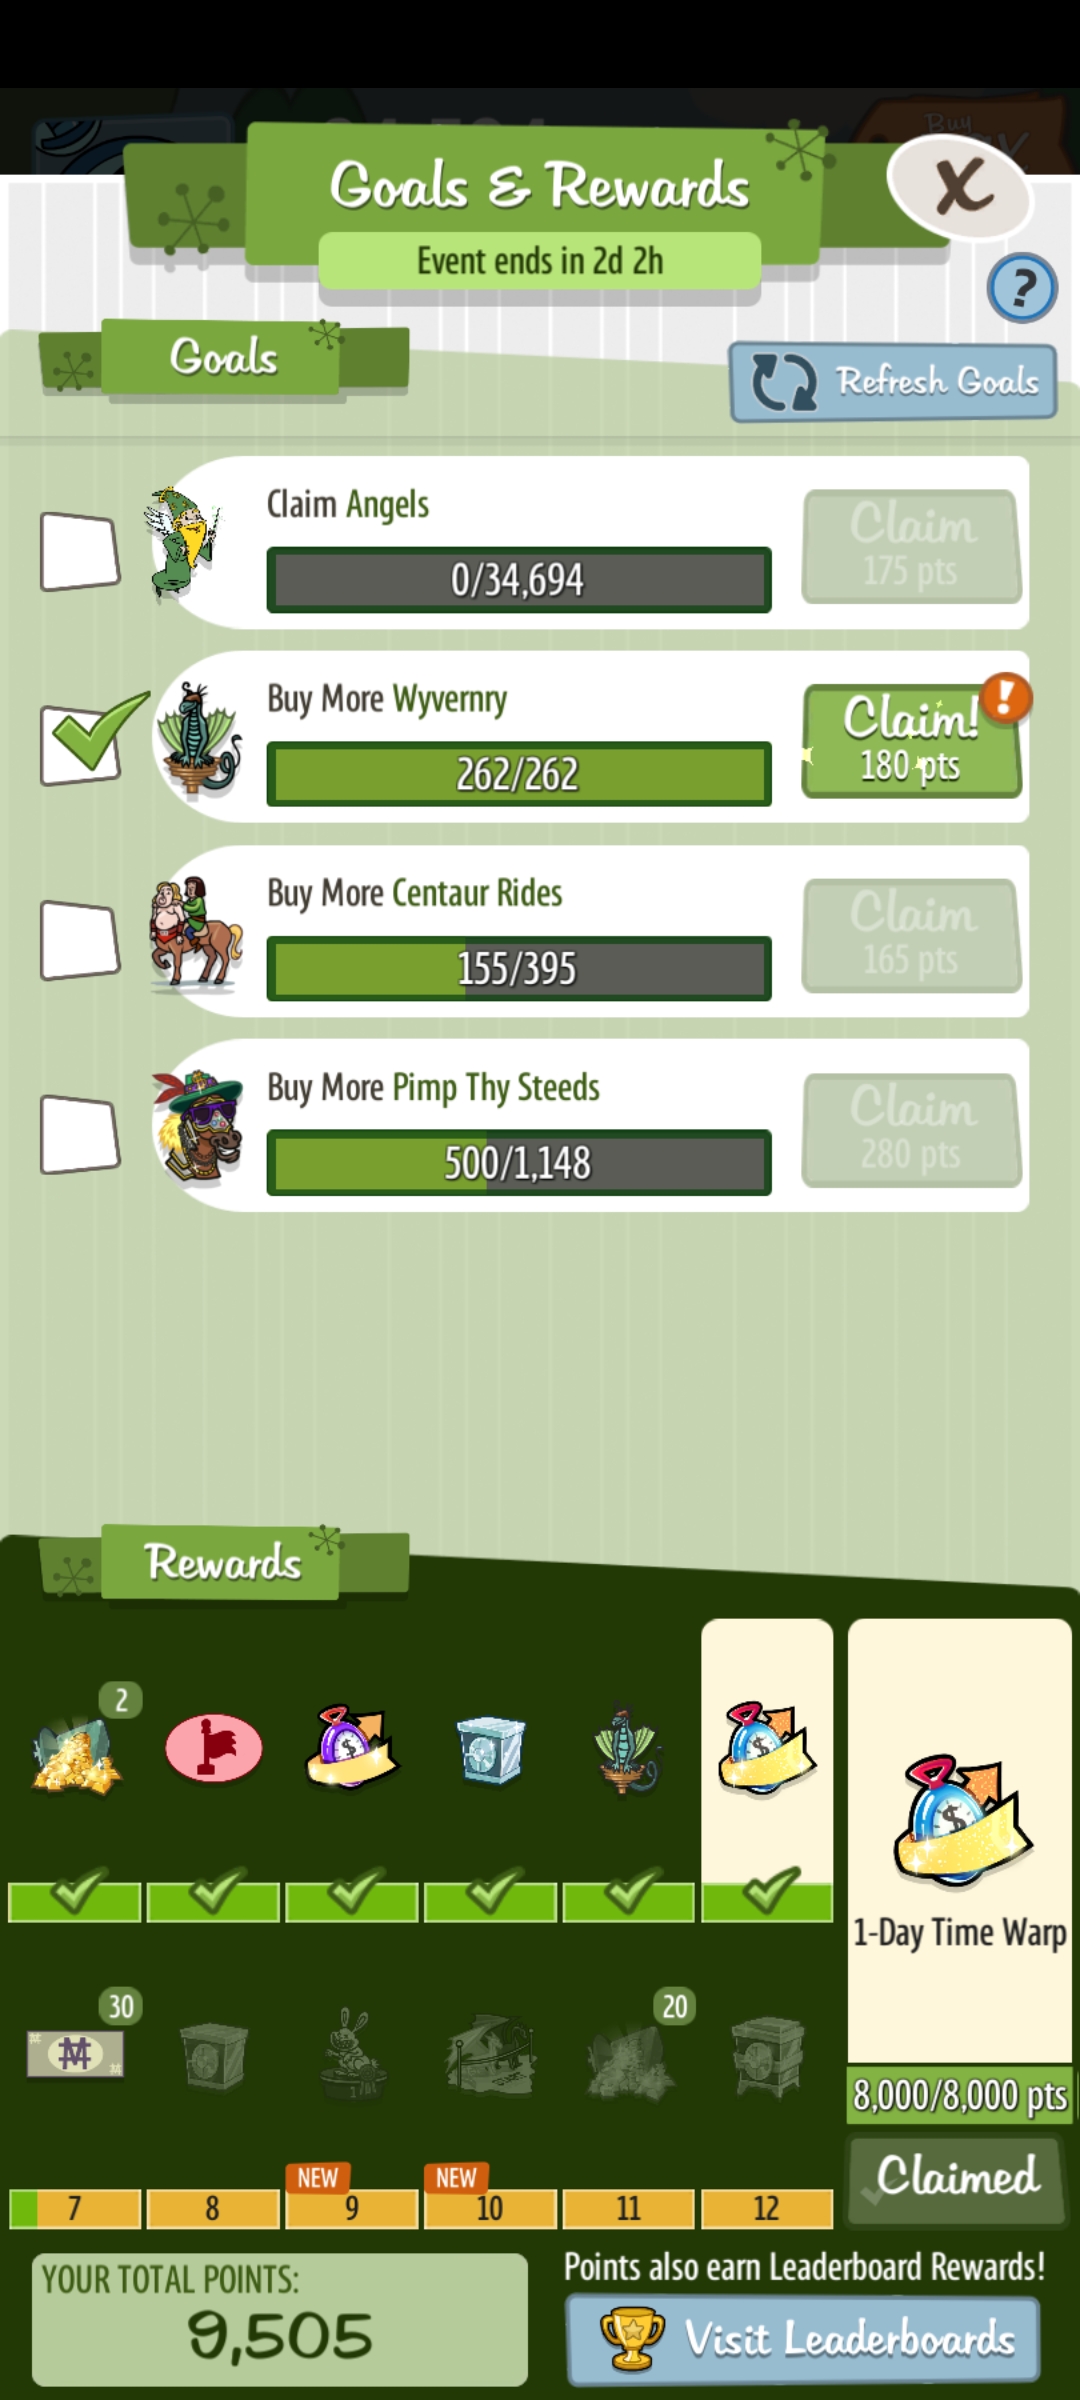 Buy
Goals & Rewards
X
Event ends in 2d 2h
?
Goals
Refresh Goals
Claim Angels
0/34,694
Claim
175 pts
Buy More Wyvernry
262/262
Claim!
180 pts
!
Buy More Centaur Rides
155/395
Claim
165 pts
Buy More Pimp Thy Steeds
500/1,148
Claim
280 pts
Rewards
2
1-Day Time Warp
30
20
8,000/8,000 pts
Claimed
NEW
NEW
7
8
9
10
11
12
YOUR TOTAL POINTS:
9,505
Points also earn Leaderboard Rewards!
Visit Leaderboards